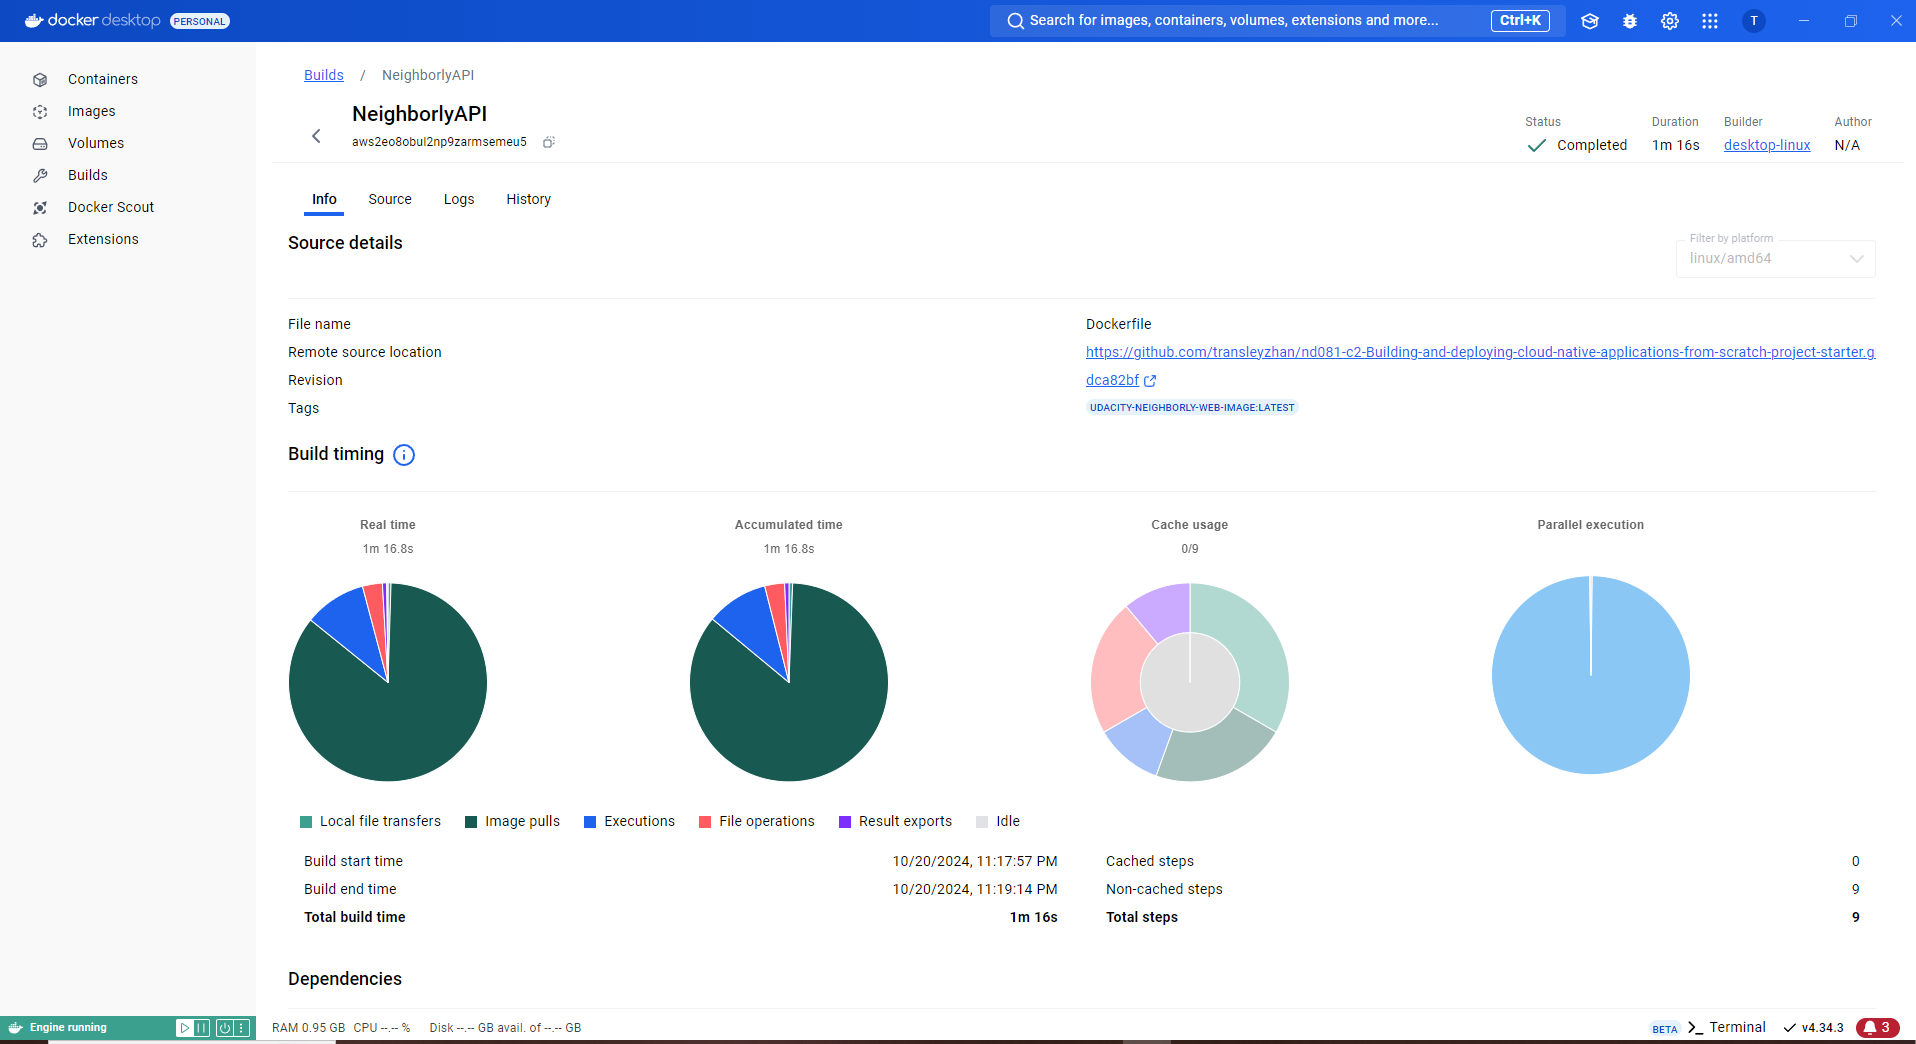 docker desktop PERSONAL
Search for images, containers, volumes, extensions and more... Ctrl+K
T
Containers
Images
Volumes
Builds
Docker Scout
Extensions
Builds / NeighborlyAPI
NeighborlyAPI
aws2eo8obul2np9zarmsemeu5
Status Duration Builder Author
Completed 1m 16s desktop-linux N/A
Info Source Logs History
Source details
Filter by platform
linux/amd64
File name Dockerfile
Remote source location https://github.com/transleyzhan/nd081-c2-Building-and-deploying-cloud-native-applications-from-scratch-project-starter.g
Revision dca82bf
Tags UDACITY-NEIGHBORLY-WEB-IMAGE:LATEST
Build timing
Real time Accumulated time Cache usage Parallel execution
1m 16.8s 1m 16.8s 0/9
Local file transfers Image pulls Executions File operations Result exports Idle
Build start time 10/20/2024, 11:17:57 PM Cached steps 0
Build end time 10/20/2024, 11:19:14 PM Non-cached steps 9
Total build time 1m 16s Total steps 9
Dependencies
Engine running RAM 0.95 GB CPU --.-- % Disk --.-- GB avail. of --.-- GB BETA Terminal v4.34.3 3